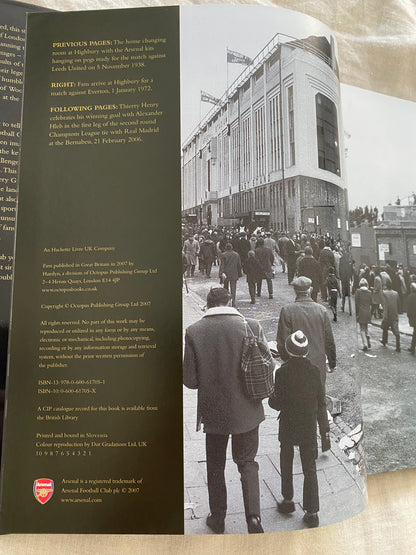 PREVIOUS PAGES: The home changing
room at Highbury with the Arsenal kits
hanging on pegs ready for the match against
Leeds United on 5 November 1938.
RIGHT: Fans arrive at Highbury for a
match against Everton, 1 January 1972.
FOLLOWING PAGES: Thierry Henry
celebrates his winning goal with Alexander
Hleb in the first leg of the second round
Champions League tie with Real Madrid
at the Bernabeu, 21 February 2006.
An Hachette Livre UK Company
First published in Great Britain in 2007 by
Hamlyn, a division of Octopus Publishing Group Ltd
2–4 Heron Quays, London E14 4JP
www.octopusbooks.co.uk
Copyright © Octopus Publishing Group Ltd 2007
All rights reserved. No part of this work may be
reproduced or utilized in any form or by any means,
electronic or mechanical, including photocopying,
recording or by any information storage and retrieval
system, without the prior written permission of
the publisher.
ISBN-13: 978-0-600-61705-1
ISBN-10: 0-600-61705-X
A CIP catalogue record for this book is available from
the British Library
Printed and bound in Slovenia
Colour reproduction by Dot Gradations Ltd, UK
10 9 8 7 6 5 4 3 2 1
Arsenal
Arsenal is a registered trademark of
Arsenal Football Club plc © 2007
www.arsenal.com